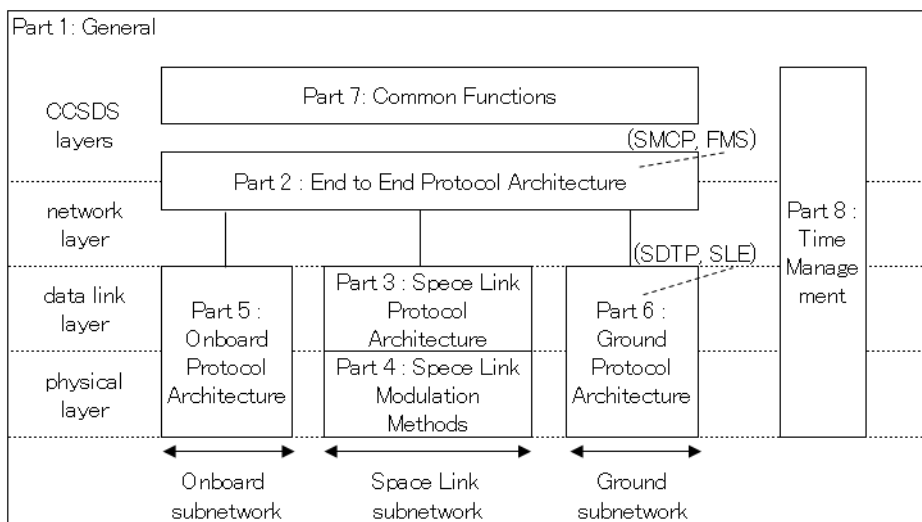 Part 1: General
Part 7: Common Functions
CCSDS
layers
(SMCP, FMS)
Part 2 : End to End Protocol Architecture
network
layer
Part 8 :
Time
Manage
ment
(SDTP, SLE)
data link
layer
Part 5 :
Onboard
Protocol
Architecture
Part 3 : Spece Link
Protocol
Architecture
Part 6 :
Ground
Protocol
Architecture
physical
layer
Part 4 : Spece Link
Modulation
Methods
Onboard
subnetwork
Space Link
subnetwork
Ground
subnetwork